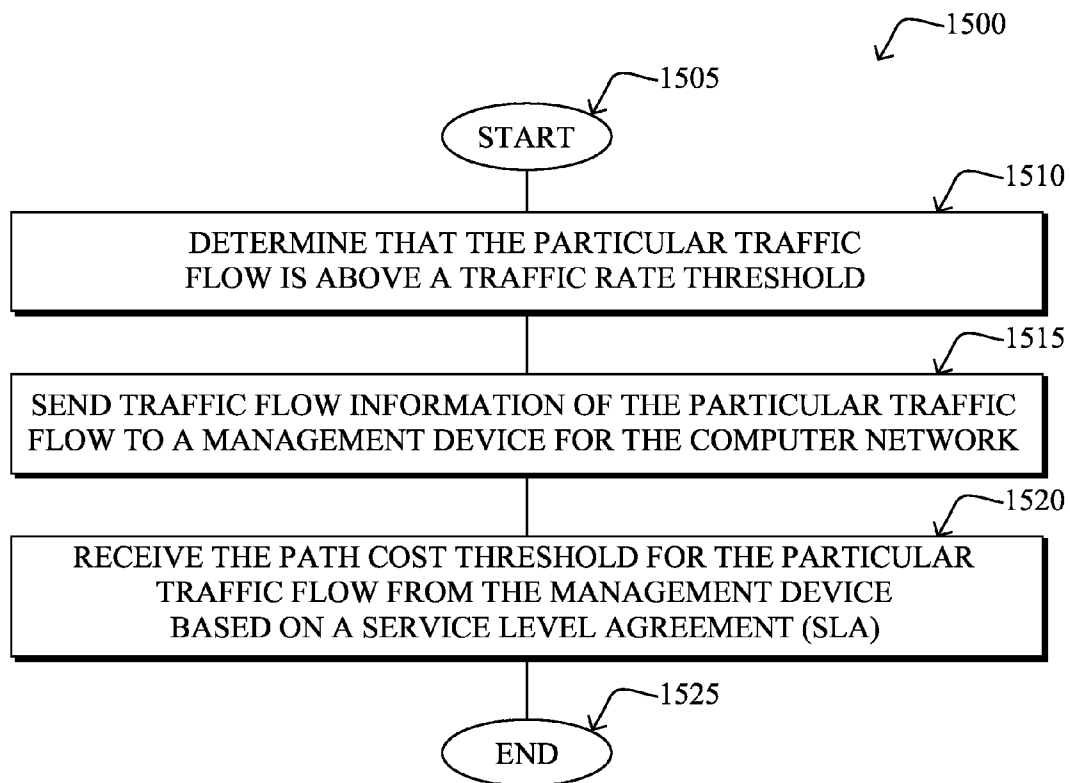 1500
1505
START
1510
DETERMINE THAT THE PARTICULAR TRAFFIC
FLOW IS ABOVE A TRAFFIC RATE THRESHOLD
1515
SEND TRAFFIC FLOW INFORMATION OF THE PARTICULAR TRAFFIC
FLOW TO A MANAGEMENT DEVICE FOR THE COMPUTER NETWORK
1520
RECEIVE THE PATH COST THRESHOLD FOR THE PARTICULAR
TRAFFIC FLOW FROM THE MANAGEMENT DEVICE
BASED ON A SERVICE LEVEL AGREEMENT (SLA)
1525
END